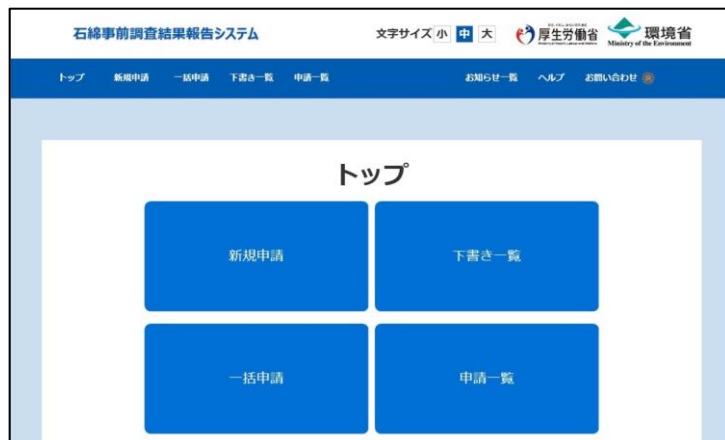 石綿事前調査結果報告システム 文字サイズ 小 中 大 厚生労働省 環境省
Ministry of the Environment
トップ 新規申請 一括申請 下書き一覧 申請一覧 お知らせ一覧 ヘルプ お問い合わせ
トップ
新規申請 下書き一覧
一括申請 申請一覧